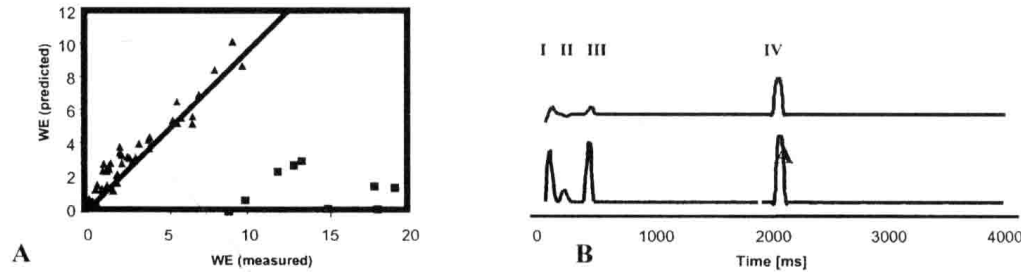 12
10
8
6
4
2
0
WE (predicted)
0 5 10 15 20
WE (measured)
A
I II III IV
0 1000 2000 3000 4000
Time [ms]
B